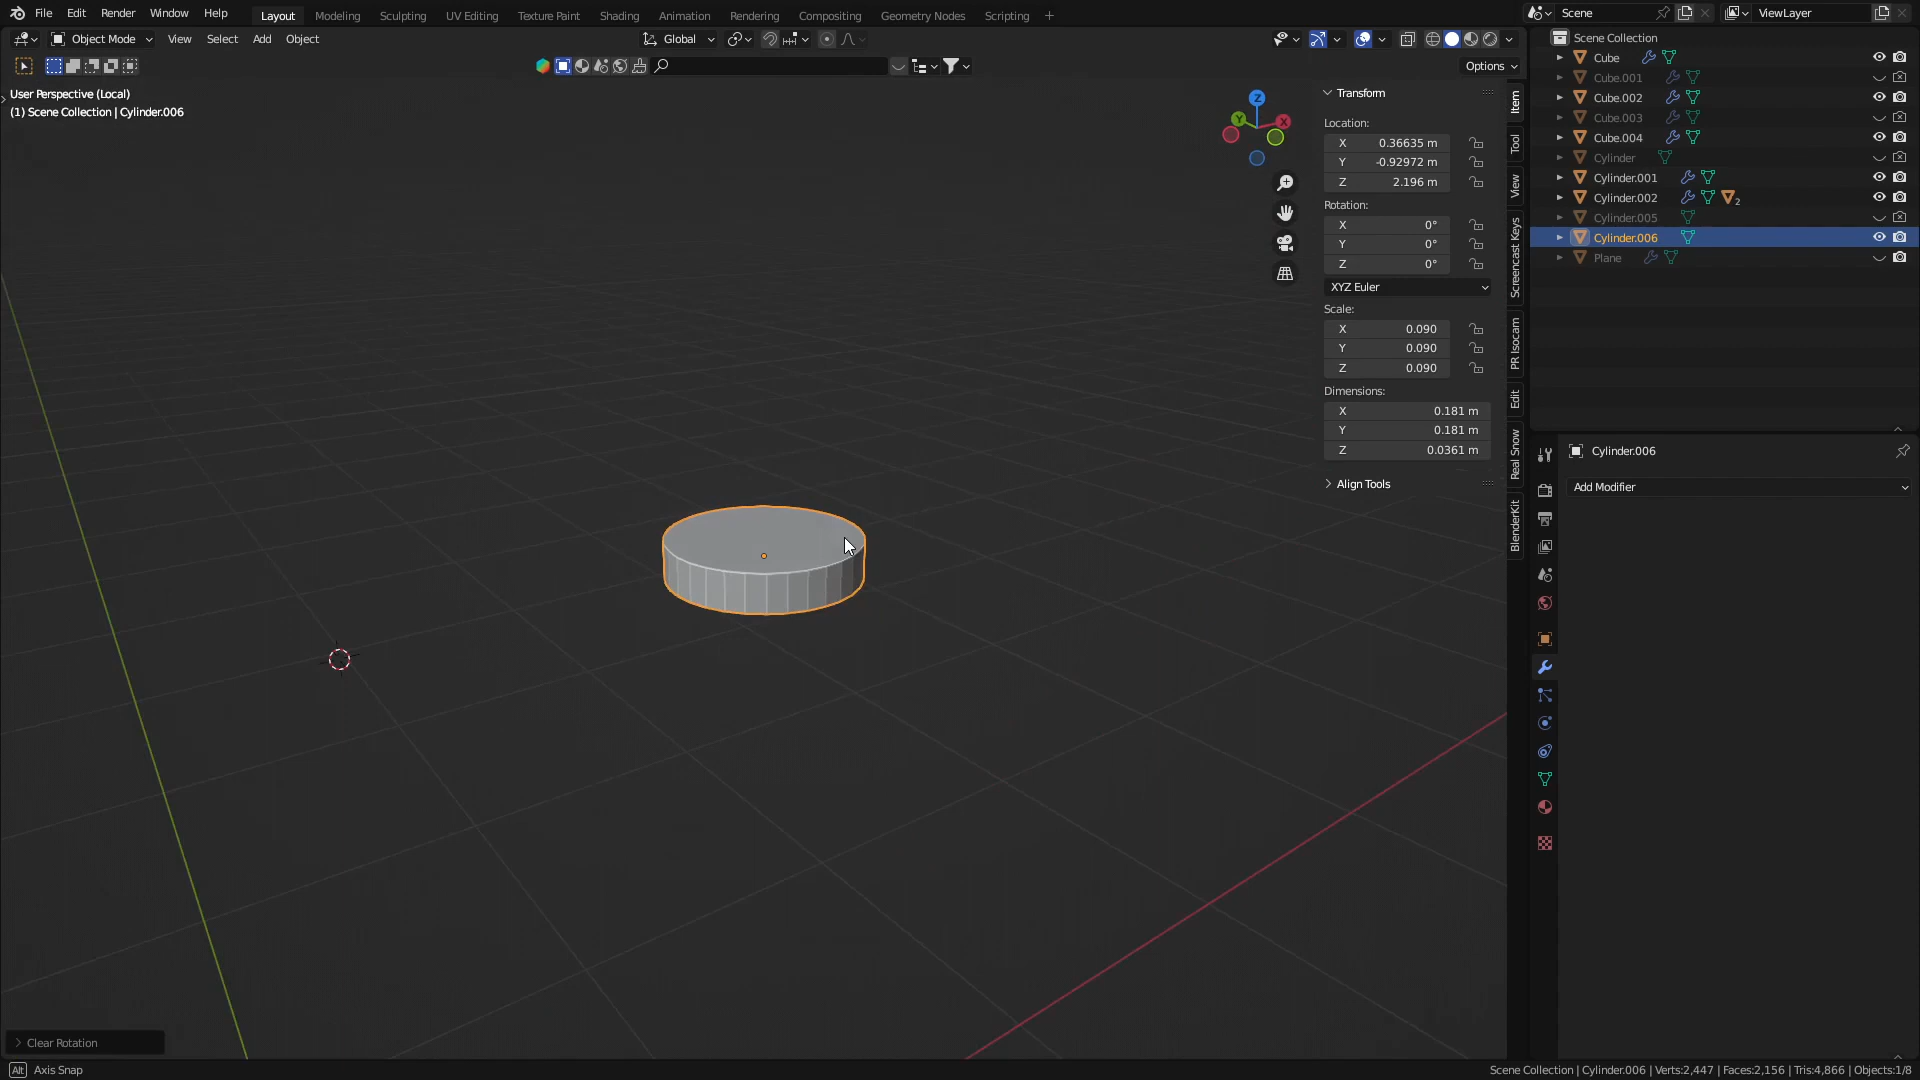 File Edit Render Window Help Layout Modeling Sculpting UV Editing Texture Paint Shading Animation Rendering Compositing Geometry Nodes Scripting + Scene ViewLayer
Object Mode View Select Add Object Global
Options
User Perspective (Local)
(1) Scene Collection | Cylinder.006
Z
Y
X
Transform
Location:
X 0.36635 m
Y -0.92972 m
Z 2.196 m
Rotation:
X 0°
Y 0°
Z 0°
XYZ Euler
Scale:
X 0.090
Y 0.090
Z 0.090
Dimensions:
X 0.181 m
Y 0.181 m
Z 0.0361 m
Align Tools
Item
Tool
View
Screencast Keys
PR Isocam
Edit
Real Snow
BlenderKit
Scene Collection
Cube
Cube.001
Cube.002
Cube.003
Cube.004
Cylinder
Cylinder.001
Cylinder.002 2
Cylinder.005
Cylinder.006
Plane
Cylinder.006
Add Modifier
Clear Rotation
Alt Axis Snap
Scene Collection | Cylinder.006 | Verts:2,447 | Faces:2,156 | Tris:4,866 | Objects:1/8